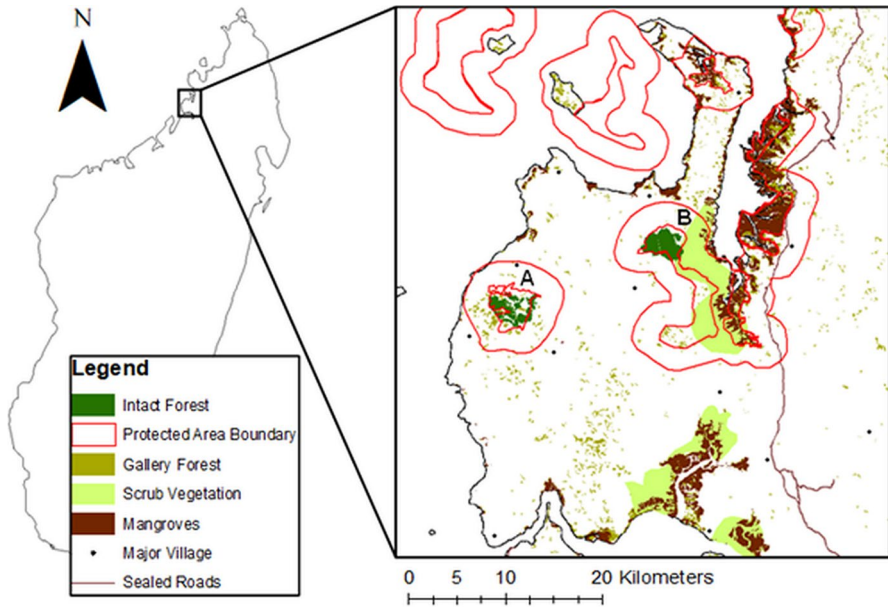 N
A
B
Legend
Intact Forest
Protected Area Boundary
Gallery Forest
Scrub Vegetation
Mangroves
Major Village
Sealed Roads
0 5 10 20 Kilometers